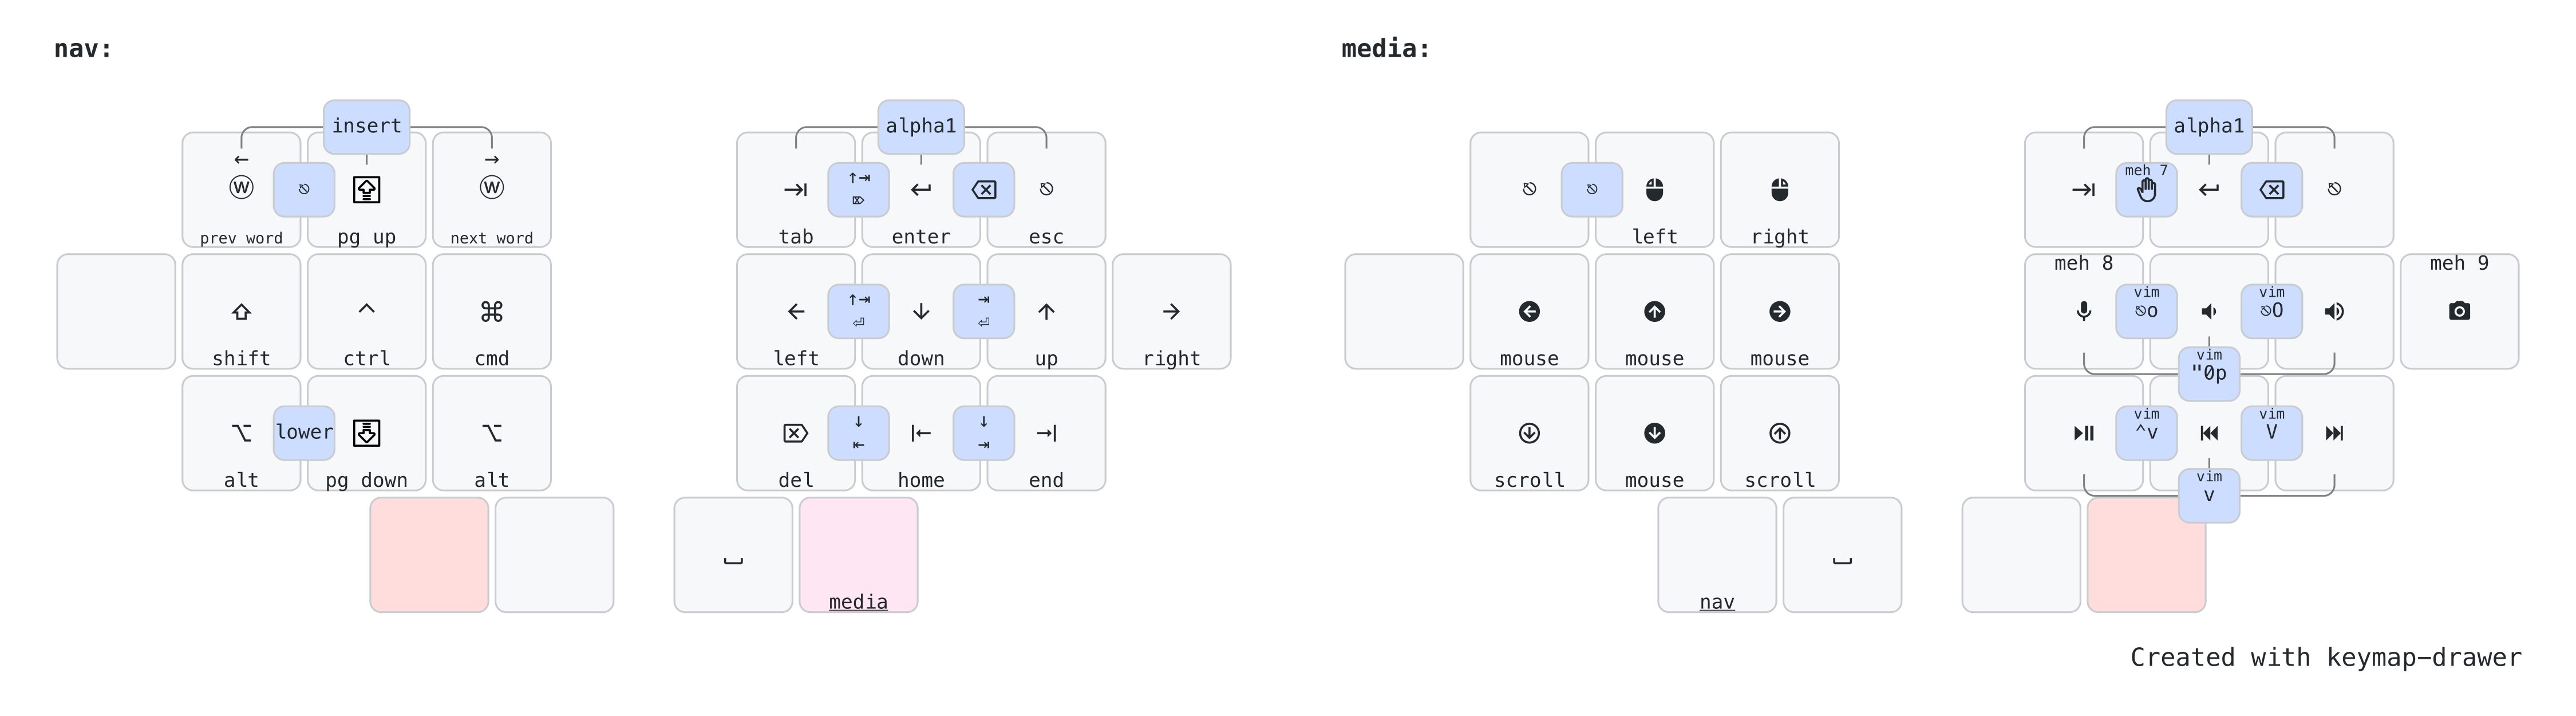 nav:
media:
insert
alpha1
alpha1
← → ↑⇥ meh 7
Ⓦ ⎋ Ⓦ ⇥ ⌦ ↵ ⌫ ⎋ ⎋ ⎋ ⇥ ↵ ⌫ ⎋
prev word pg up next word tab enter esc left right
meh 8 meh 9
↑⇥ ⇥ vim vim
⇧ ^ ⌘ ← ⏎ ↓ ⏎ ↑ → ⎋o ⎋O
shift ctrl cmd left down up right mouse mouse mouse
vim
"0p
↓ ↓ vim vim
⌥ lower ⌥ ⌦ ⇤ ⇥ ^v V
alt pg down alt del home end scroll mouse scroll
vim
v
media nav
Created with keymap-drawer